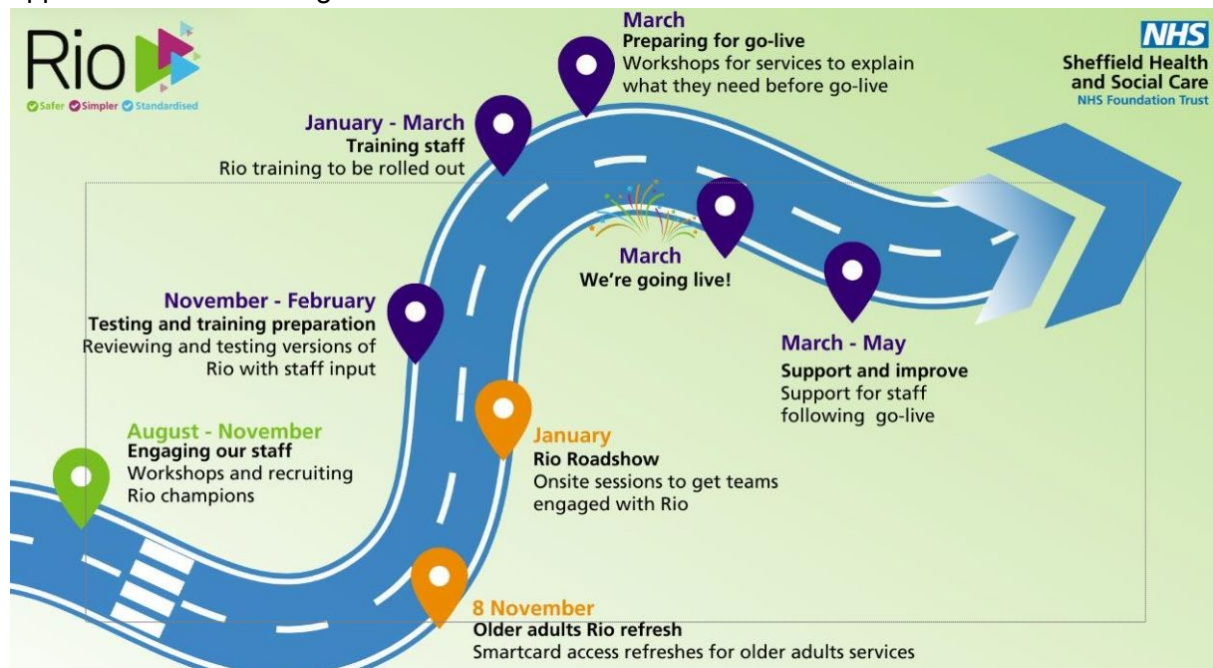 Rio
Safer Simpler Standardised
NHS
Sheffield Health
and Social Care
NHS Foundation Trust
March
Preparing for go-live
Workshops for services to explain
what they need before go-live
January - March
Training staff
Rio training to be rolled out
March
We're going live!
November - February
Testing and training preparation
Reviewing and testing versions of
Rio with staff input
March - May
Support and improve
Support for staff
following go-live
August - November
Engaging our staff
Workshops and recruiting
Rio champions
January
Rio Roadshow
Onsite sessions to get teams
engaged with Rio
8 November
Older adults Rio refresh
Smartcard access refreshes for older adults services